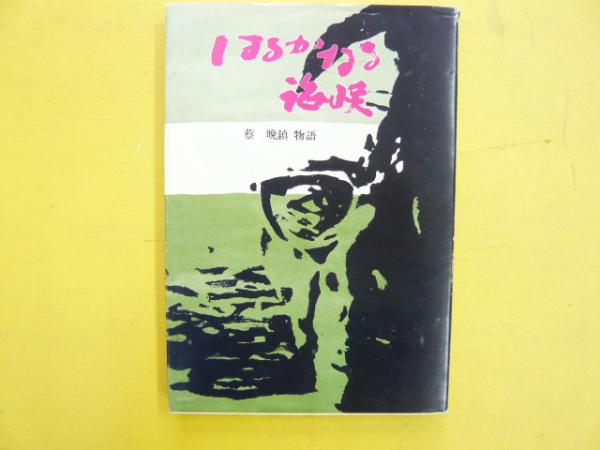 はるかなる
海峡
蔡 晩鎮 物語